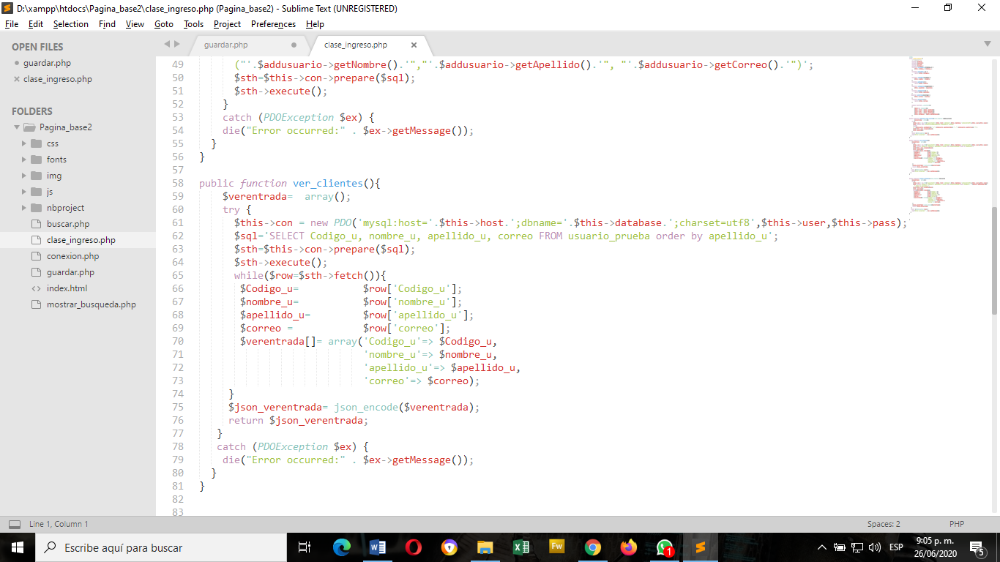 D:\xampp\htdocs\Pagina_base2\clase_ingreso.php (Pagina_base2) - Sublime Text (UNREGISTERED)
File Edit Selection Find View Goto Tools Project Preferences Help
OPEN FILES
guardar.php
clase_ingreso.php
FOLDERS
Pagina_base2
css
fonts
img
js
nbproject
buscar.php
clase_ingreso.php
conexion.php
guardar.php
index.html
mostrar_busqueda.php
guardar.php clase_ingreso.php
49 ("'.$addusuario->getNombre().'","'.$addusuario->getApellido().'", "'.$addusuario->getCorreo().'")';
50 $sth=$this->con->prepare($sql);
51 $sth->execute();
52 }
53 catch (PDOException $ex) {
54 die("Error occurred:" . $ex->getMessage());
55 }
56 }
57
58 public function ver_clientes(){
59 $verentrada= array();
60 try {
61 $this->con = new PDO('mysql:host='.$this->host.';dbname='.$this->database.';charset=utf8',$this->user,$this->pass);
62 $sql='SELECT Codigo_u, nombre_u, apellido_u, correo FROM usuario_prueba order by apellido_u';
63 $sth=$this->con->prepare($sql);
64 $sth->execute();
65 while($row=$sth->fetch()){
66 $Codigo_u= $row['Codigo_u'];
67 $nombre_u= $row['nombre_u'];
68 $apellido_u= $row['apellido_u'];
69 $correo = $row['correo'];
70 $verentrada[]= array('Codigo_u'=> $Codigo_u,
71 'nombre_u'=> $nombre_u,
72 'apellido_u'=> $apellido_u,
73 'correo'=> $correo);
74 }
75 $json_verentrada= json_encode($verentrada);
76 return $json_verentrada;
77 }
78 catch (PDOException $ex) {
79 die("Error occurred:" . $ex->getMessage());
80 }
81 }
82
83
Line 1, Column 1 Spaces: 2 PHP
Escribe aquí para buscar
Fw
1
ESP
9:05 p. m.
26/06/2020
5